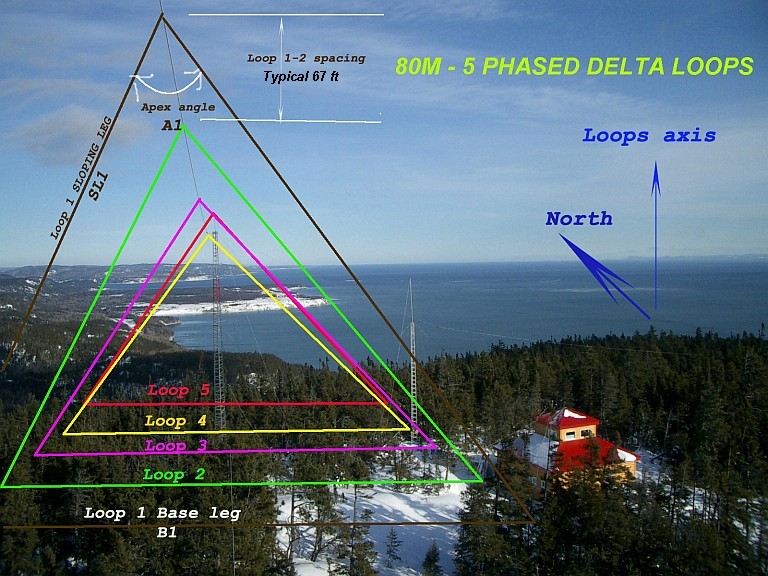 Loop 1-2 spacing
Typical 67 ft
80M - 5 PHASED DELTA LOOPS
Apex angle
A1
Loop 1 SLOPING LEG
SL1
Loops axis
North
Loop 5
Loop 4
Loop 3
Loop 2
Loop 1 Base leg
B1